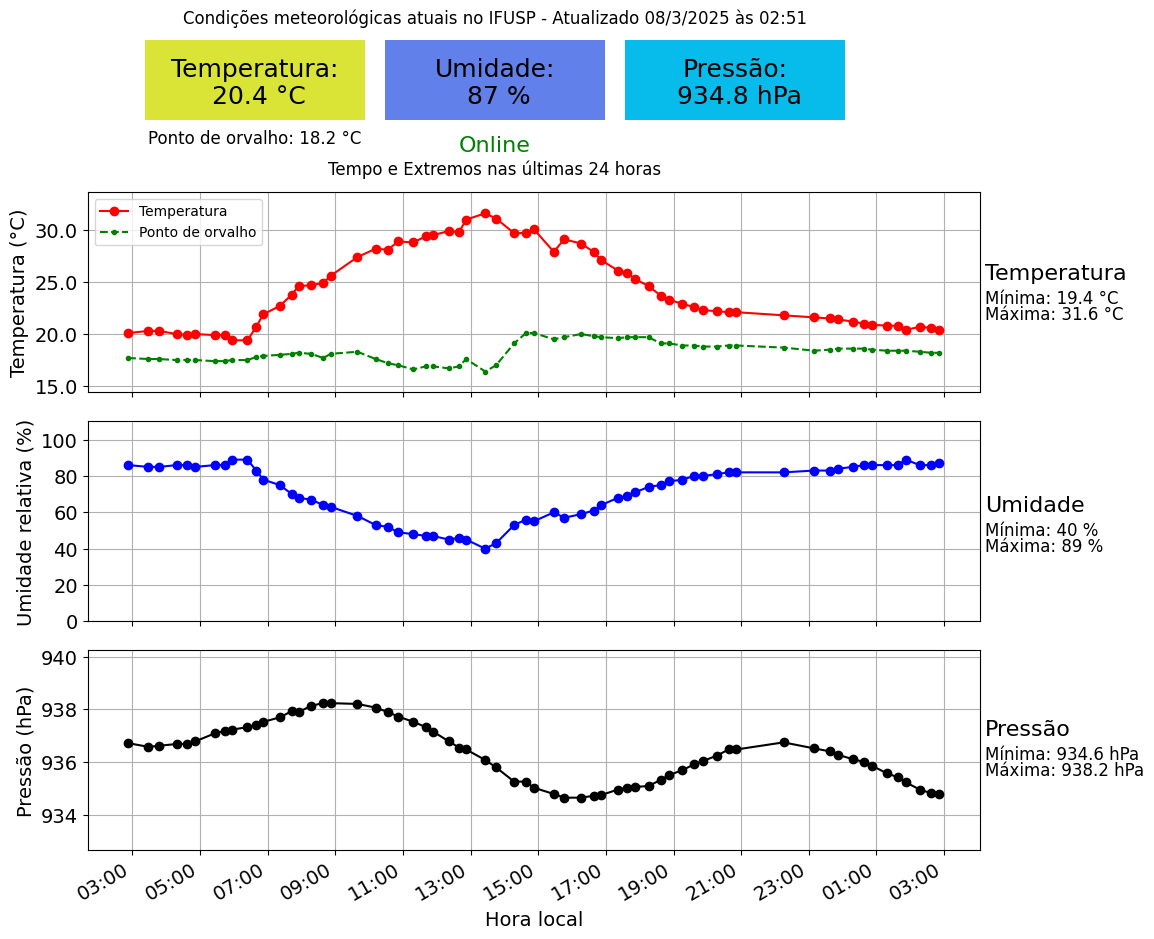 Condições meteorológicas atuais no IFUSP - Atualizado 08/3/2025 às 02:51
Temperatura:
20.4 °C
Umidade:
87 %
Pressão:
934.8 hPa
Ponto de orvalho: 18.2 °C
Online
Tempo e Extremos nas últimas 24 horas
Temperatura (°C)
30.0
25.0
20.0
15.0
Temperatura
Ponto de orvalho
Temperatura
Mínima: 19.4 °C
Máxima: 31.6 °C
Umidade relativa (%)
100
80
60
40
20
0
Umidade
Mínima: 40 %
Máxima: 89 %
Pressão (hPa)
940
938
936
934
Pressão
Mínima: 934.6 hPa
Máxima: 938.2 hPa
03:00 05:00 07:00 09:00 11:00 13:00 15:00 17:00 19:00 21:00 23:00 01:00 03:00
Hora local